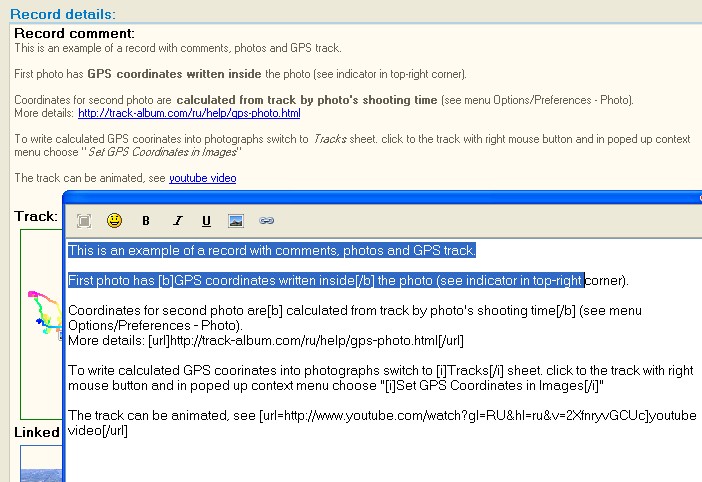 Record details:
Record comment:
This is an example of a record with comments, photos and GPS track.
First photo has GPS coordinates written inside the photo (see indicator in top-right corner).
Coordinates for second photo are calculated from track by photo's shooting time (see menu Options/Preferences - Photo).
More details: http://track-album.com/ru/help/gps-photo.html
To write calculated GPS coorinates into photographs switch to Tracks sheet. click to the track with right mouse button and in poped up context
menu choose "Set GPS Coordinates in Images"
The track can be animated, see youtube video
Track:
B I U
This is an example of a record with comments, photos and GPS track.
First photo has [b]GPS coordinates written inside[/b] the photo (see indicator in top-right corner).
Coordinates for second photo are[b] calculated from track by photo's shooting time[/b] (see menu
Options/Preferences - Photo).
More details: [url]http://track-album.com/ru/help/gps-photo.html[/url]
To write calculated GPS coorinates into photographs switch to [i]Tracks[/i] sheet. click to the track with right
mouse button and in poped up context menu choose "[i]Set GPS Coordinates in Images[/i]"
The track can be animated, see [url=http://www.youtube.com/watch?gl=RU&hl=ru&v=2XfnryvGCUc]youtube
video[/url]
Linked